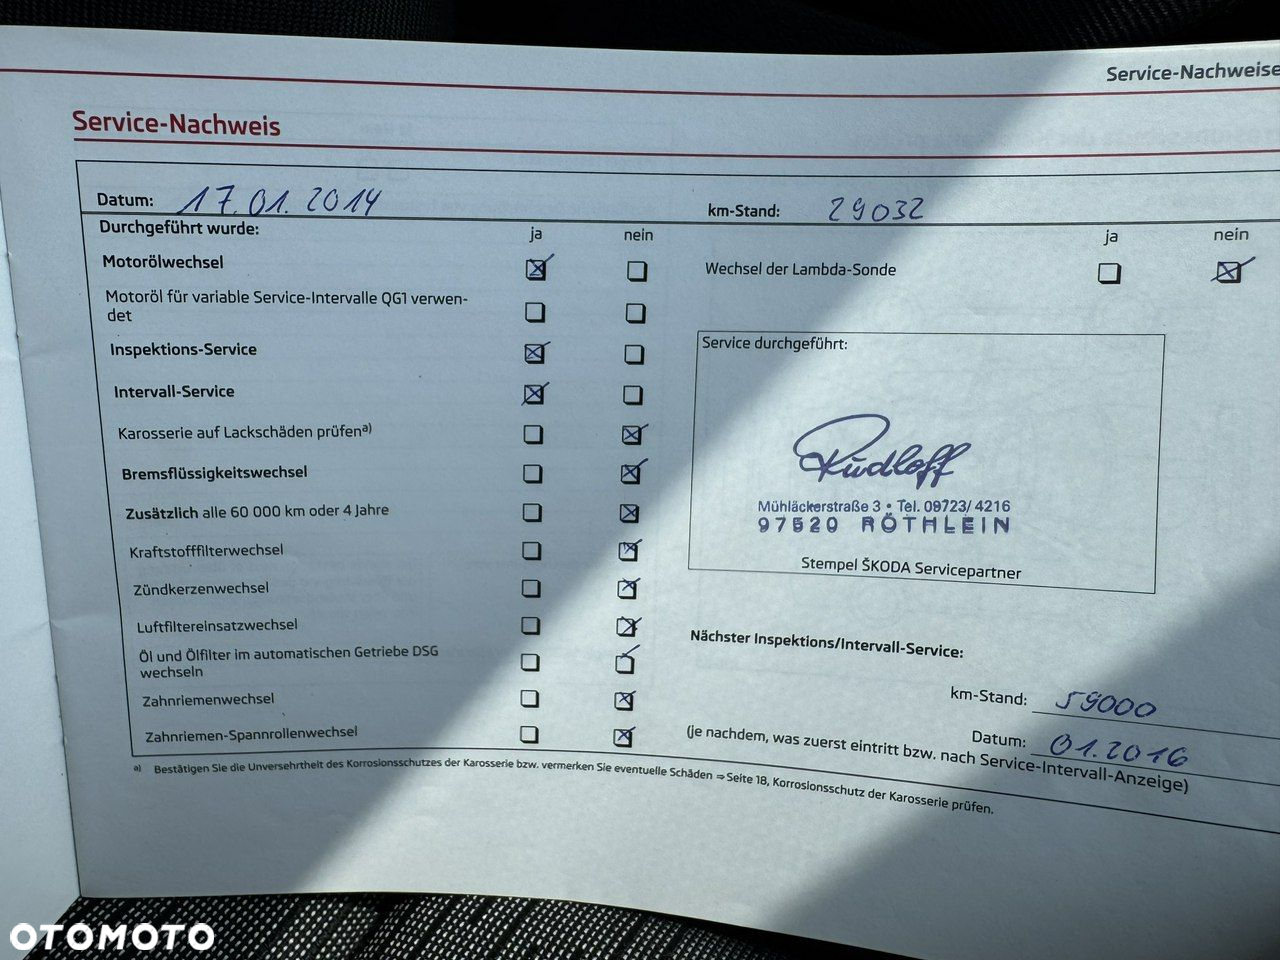 Service-Nachweise
Service-Nachweis
Datum: 17.01.2014
km-Stand: 29032
Durchgeführt wurde:
ja nein
Motorölwechsel
Motoröl für variable Service-Intervalle QG1 verwen-
det
Inspektions-Service
Intervall-Service
Karosserie auf Lackschäden prüfena)
Bremsflüssigkeitswechsel
Zusätzlich alle 60 000 km oder 4 Jahre
Kraftstofffilterwechsel
Zündkerzenwechsel
Luftfiltereinsatzwechsel
Öl und Ölfilter im automatischen Getriebe DSG
wechseln
Zahnriemenwechsel
Zahnriemen-Spannrollenwechsel
ja nein
Wechsel der Lambda-Sonde
Service durchgeführt:
Rudloff
Mühläckerstraße 3 • Tel. 09723/4216
97520 RÖTHLEIN
Stempel ŠKODA Servicepartner
Nächster Inspektions/Intervall-Service:
km-Stand: 59000
Datum: 01.2016
(je nachdem, was zuerst eintritt bzw. nach Service-Intervall-Anzeige)
a) Bestätigen Sie die Unversehrtheit des Korrosionsschutzes der Karosserie bzw. vermerken Sie eventuelle Schäden ⇒ Seite 18, Korrosionsschutz der Karosserie prüfen.
OTOMOTO